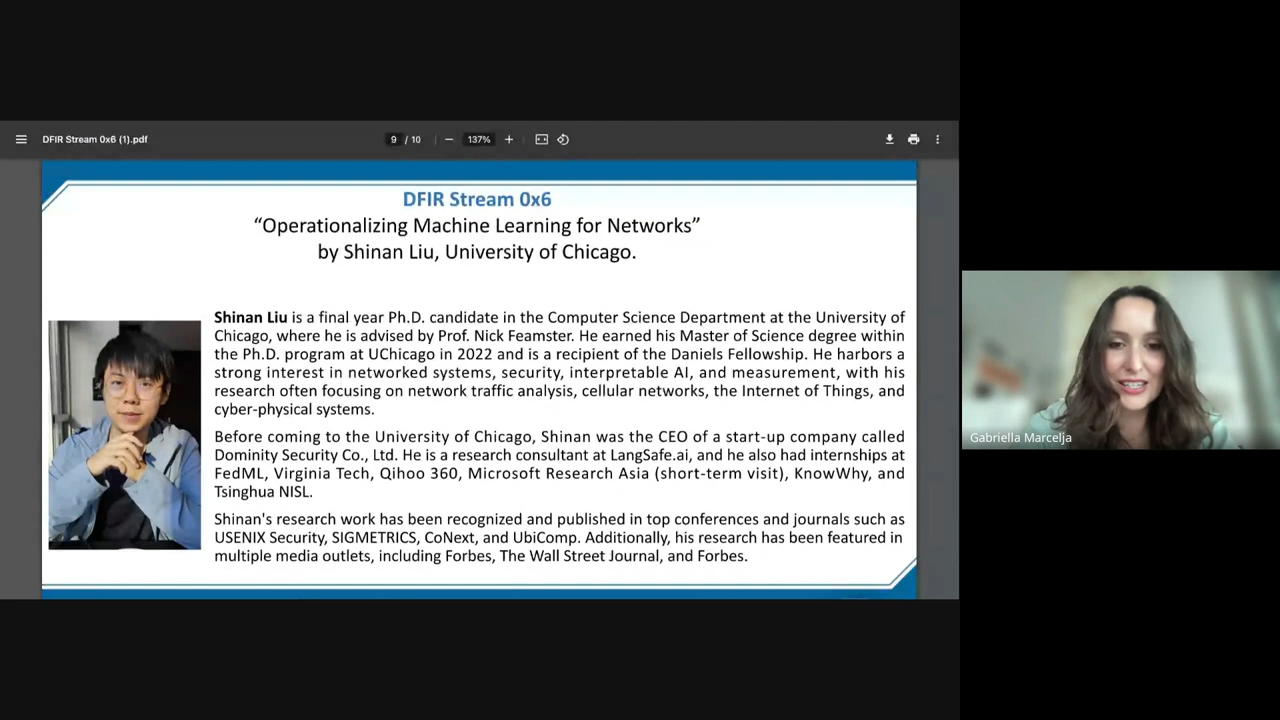 DFIR Stream 0x6 (1).pdf
9 / 10
137%
DFIR Stream 0x6
“Operationalizing Machine Learning for Networks”
by Shinan Liu, University of Chicago.
Shinan Liu is a final year Ph.D. candidate in the Computer Science Department at the University of
Chicago, where he is advised by Prof. Nick Feamster. He earned his Master of Science degree within
the Ph.D. program at UChicago in 2022 and is a recipient of the Daniels Fellowship. He harbors a
strong interest in networked systems, security, interpretable AI, and measurement, with his
research often focusing on network traffic analysis, cellular networks, the Internet of Things, and
cyber-physical systems.
Before coming to the University of Chicago, Shinan was the CEO of a start-up company called
Dominity Security Co., Ltd. He is a research consultant at LangSafe.ai, and he also had internships at
FedML, Virginia Tech, Qihoo 360, Microsoft Research Asia (short-term visit), KnowWhy, and
Tsinghua NISL.
Shinan's research work has been recognized and published in top conferences and journals such as
USENIX Security, SIGMETRICS, CoNext, and UbiComp. Additionally, his research has been featured in
multiple media outlets, including Forbes, The Wall Street Journal, and Forbes.
Gabriella Marcelja